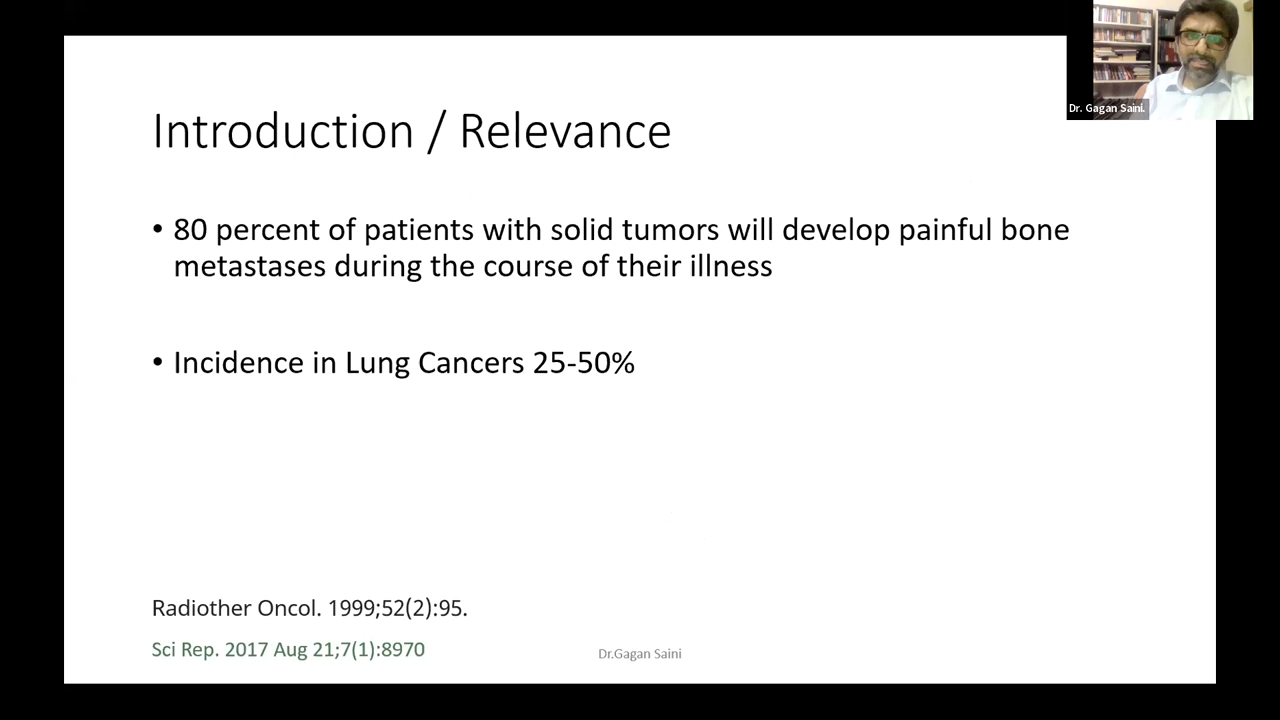 Dr. Gagan Saini.
Introduction / Relevance
• 80 percent of patients with solid tumors will develop painful bone
metastases during the course of their illness
• Incidence in Lung Cancers 25-50%
Radiother Oncol. 1999;52(2):95.
Sci Rep. 2017 Aug 21;7(1):8970
Dr.Gagan Saini